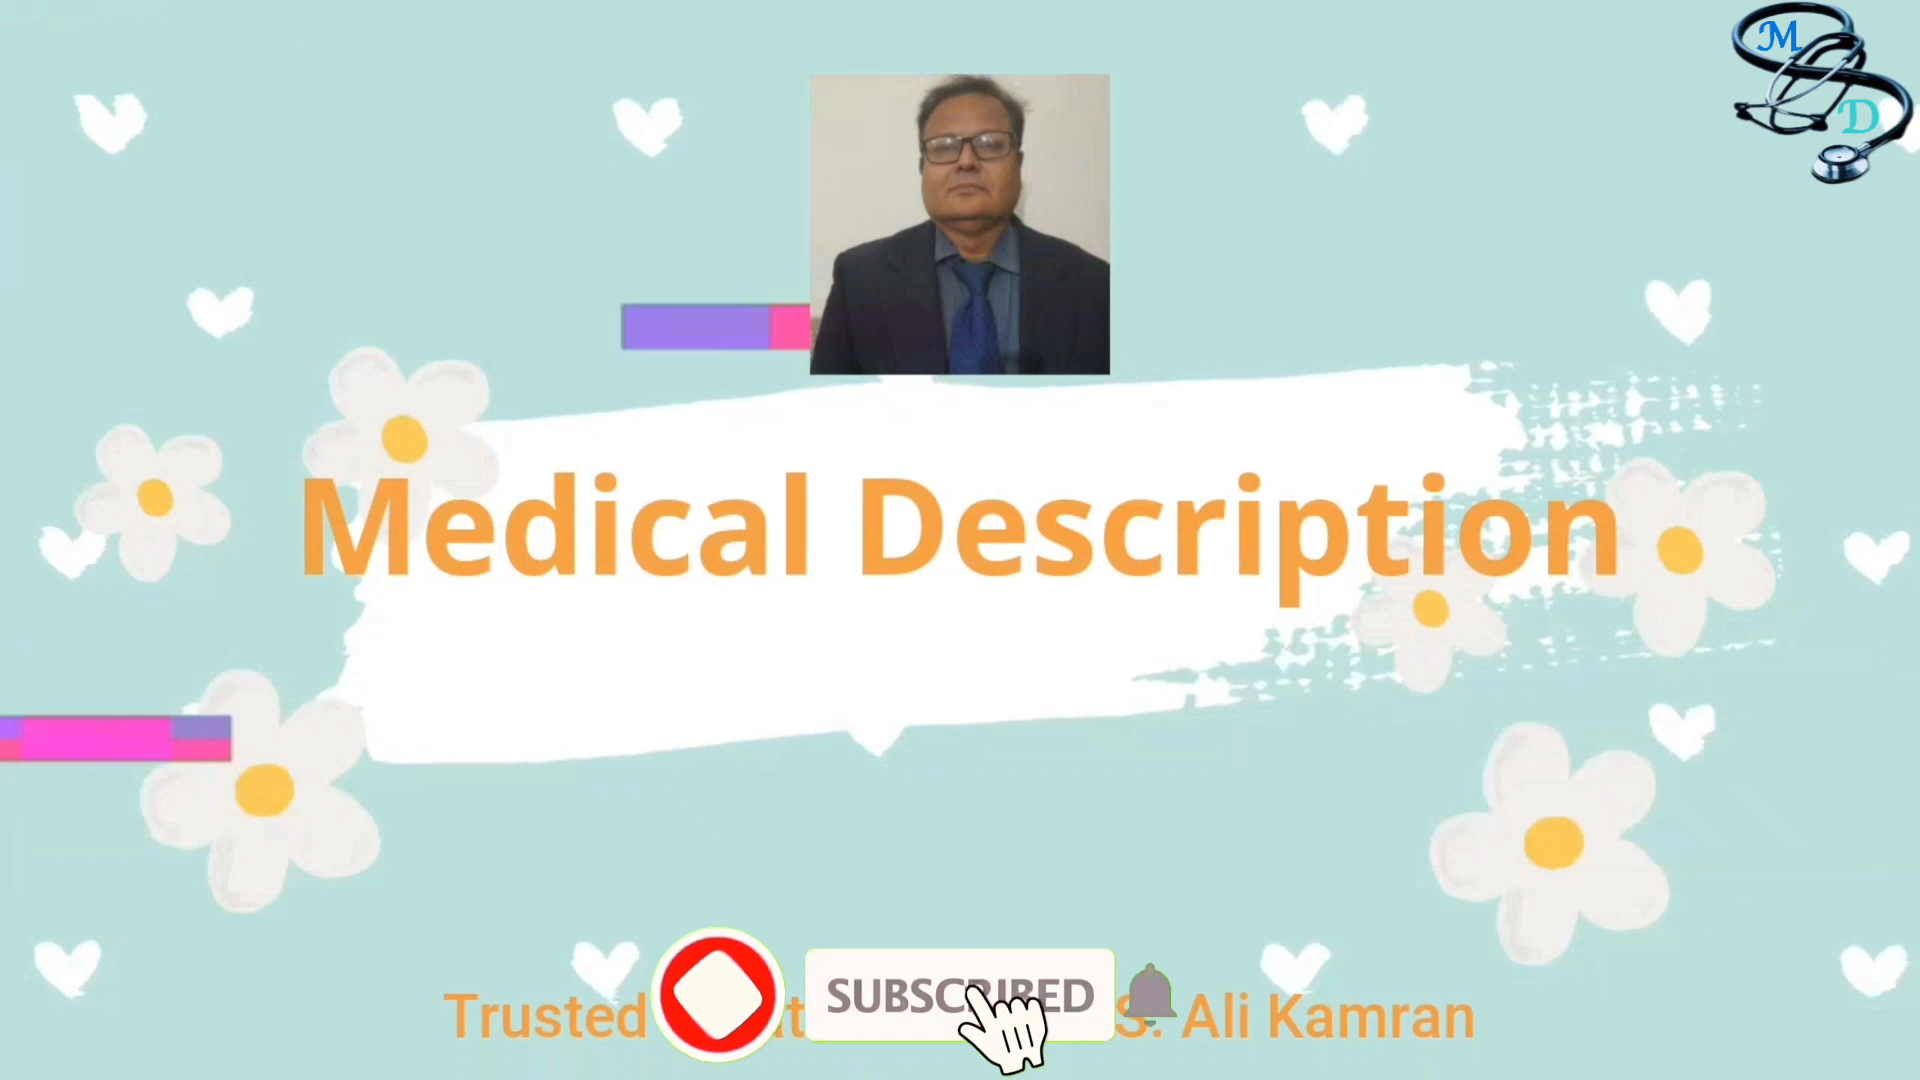 M
D
Medical Description
SUBSCRIBED
Trusted S. Ali Kamran